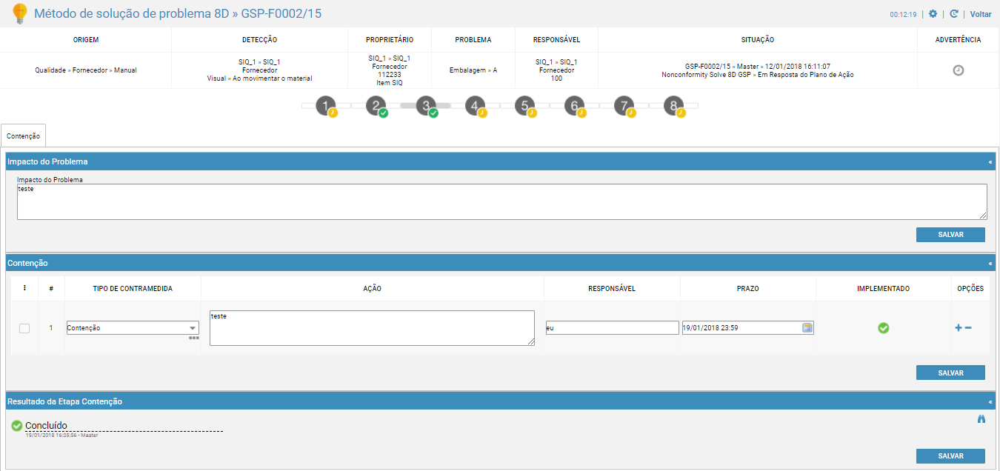 Método de solução de problema 8D » GSP-F0002/15
00:12:19 | | | Voltar
ORIGEM DETECÇÃO PROPRIETÁRIO PROBLEMA RESPONSÁVEL SITUAÇÃO ADVERTÊNCIA
Qualidade » Fornecedor » Manual
SIQ_1 » SIQ_1
Fornecedor
Visual » Ao movimentar o material
SIQ_1 » SIQ_1
Fornecedor
112233
Item SIQ
Embalagem » A
SIQ_1 » SIQ_1
Fornecedor
100
GSP-F0002/15 » Master » 12/01/2018 16:11:07
Nonconformity Solve 8D GSP » Em Resposta do Plano de Ação
1 2 3 4 5 6 7 8
Contenção
Impacto do Problema «
Impacto do Problema
teste
SALVAR
Contenção «
# TIPO DE CONTRAMEDIDA AÇÃO RESPONSÁVEL PRAZO IMPLEMENTADO OPÇÕES
1 Contenção teste eu 19/01/2018 23:59
SALVAR
Resultado da Etapa Contenção «
Concluído
19/01/2018 16:35:56 - Master
SALVAR